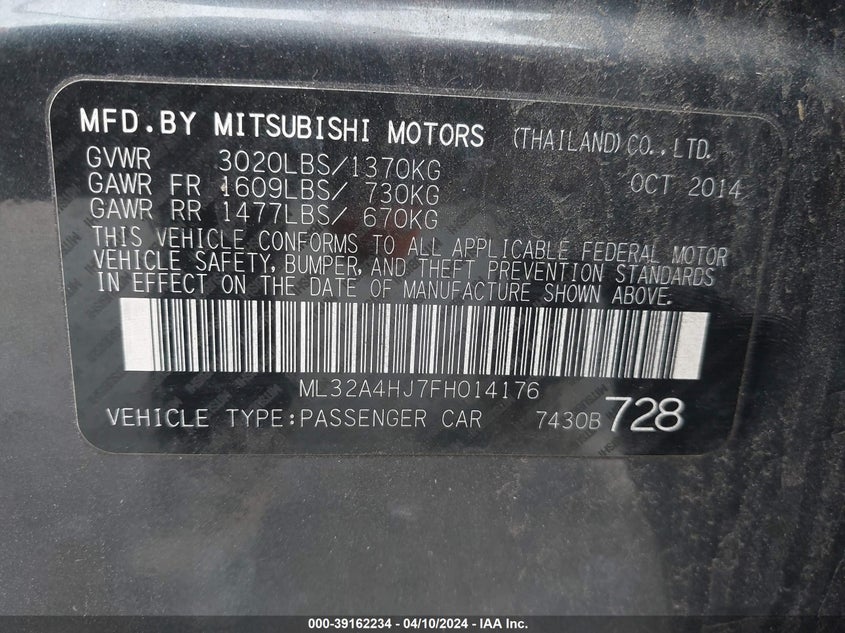 MFD.BY MITSUBISHI MOTORS (THAILAND)CO.,LTD.
GVWR 3020LBS/1370KG OCT 2014
GAWR FR 1609LBS/ 730KG
GAWR RR 1477LBS/ 670KG
THIS VEHICLE CONFORMS TO ALL APPLICABLE FEDERAL MOTOR
VEHICLE SAFETY, BUMPER, AND THEFT PREVENTION STANDARDS
IN EFFECT ON THE DATE OF MANUFACTURE SHOWN ABOVE.
ML32A4HJ7FH014176
VEHICLE TYPE:PASSENGER CAR 7430B 728
000-39162234 - 04/10/2024 - IAA Inc.